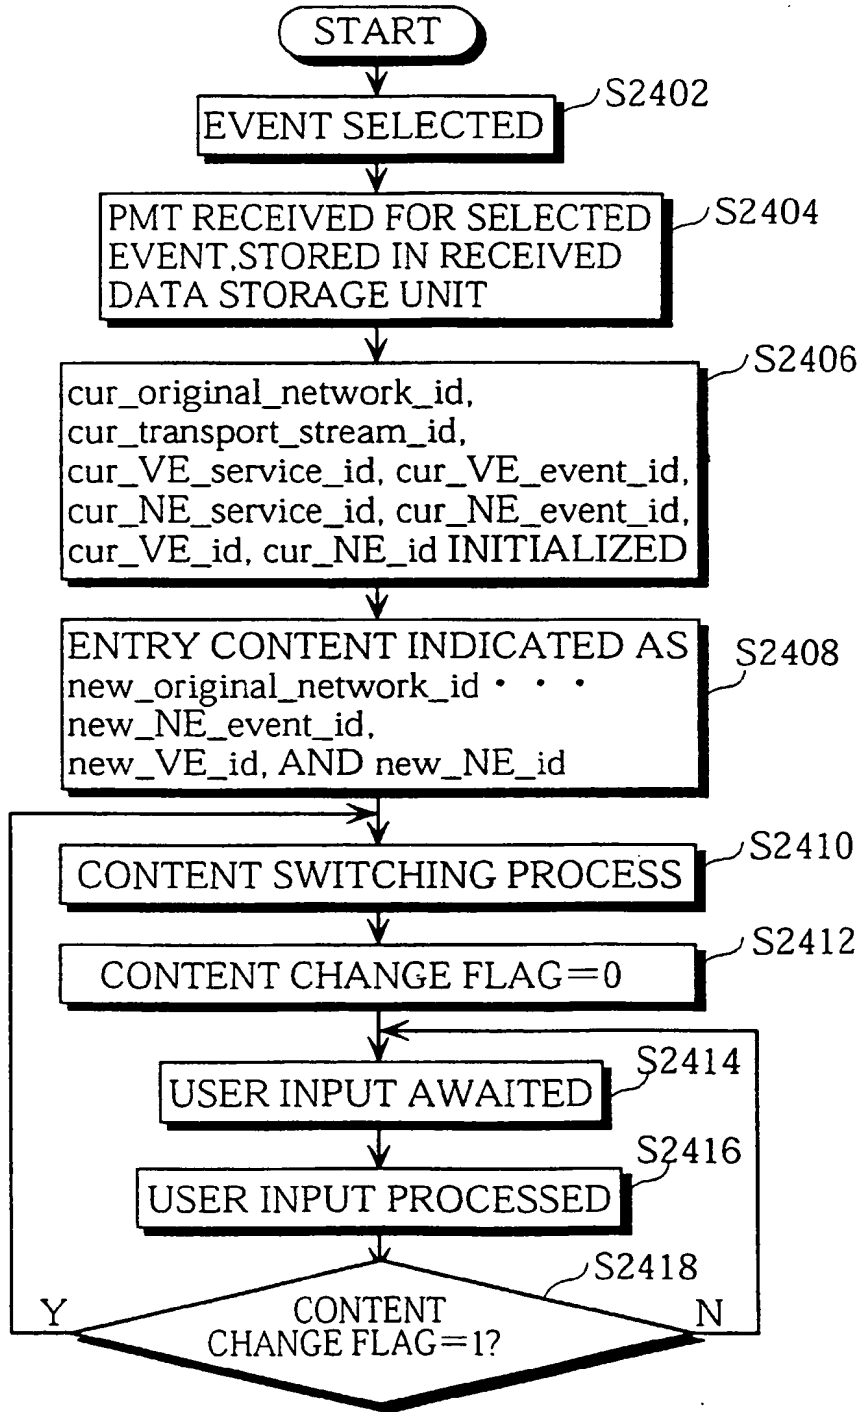 START
S2402
EVENT SELECTED
S2404
PMT RECEIVED FOR SELECTED
EVENT,STORED IN RECEIVED
DATA STORAGE UNIT
S2406
cur_original_network_id,
cur_transport_stream_id,
cur_VE_service_id, cur_VE_event_id,
cur_NE_service_id, cur_NE_event_id,
cur_VE_id, cur_NE_id INITIALIZED
S2408
ENTRY CONTENT INDICATED AS
new_original_network_id・・・
new_NE_event_id,
new_VE_id, AND new_NE_id
S2410
CONTENT SWITCHING PROCESS
S2412
CONTENT CHANGE FLAG=0
S2414
USER INPUT AWAITED
S2416
USER INPUT PROCESSED
S2418
Y
CONTENT
CHANGE FLAG=1?
N